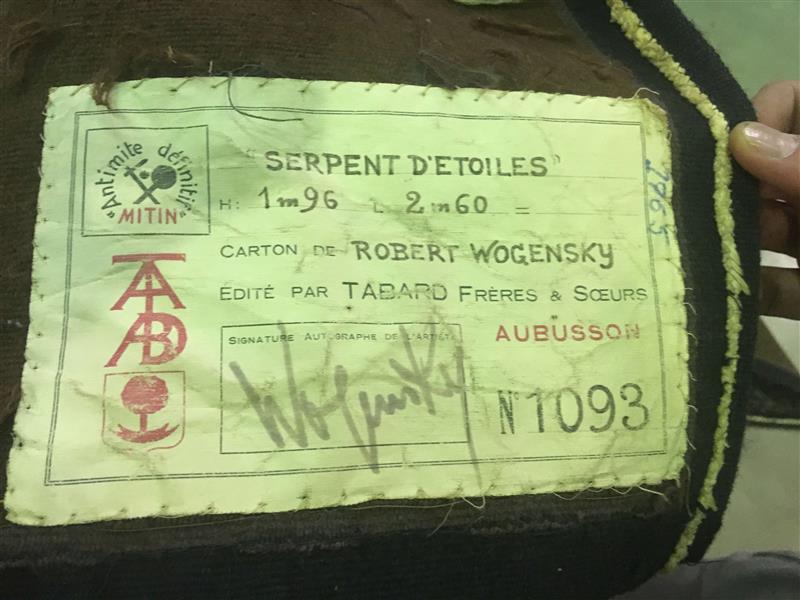 Antimite définitif
MITIN
"SERPENT D'ETOILES"
H: 1m96 L 2m60 =
CARTON DE ROBERT WOGENSKY
ÉDITÉ PAR TABARD FRÈRES & SŒURS
AUBUSSON
TABARD
SIGNATURE AUTOGRAPHE DE L'ARTISTE
Wogensky
N° 1093